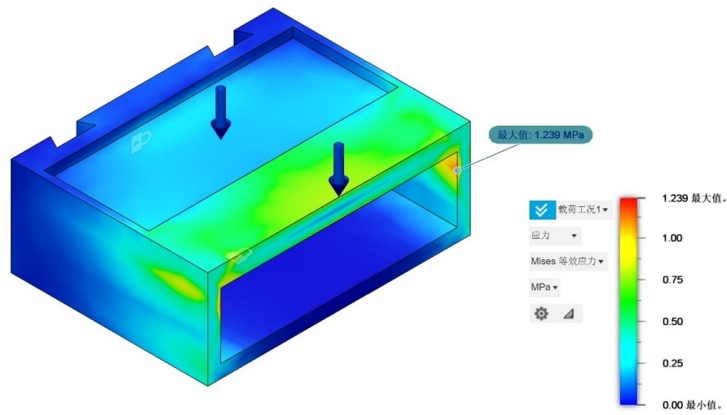 最大值: 1.239 MPa
载荷工况1
应力
Mises 等效应力
MPa
1.239 最大值。
1.00
0.75
0.50
0.25
0.00 最小值。